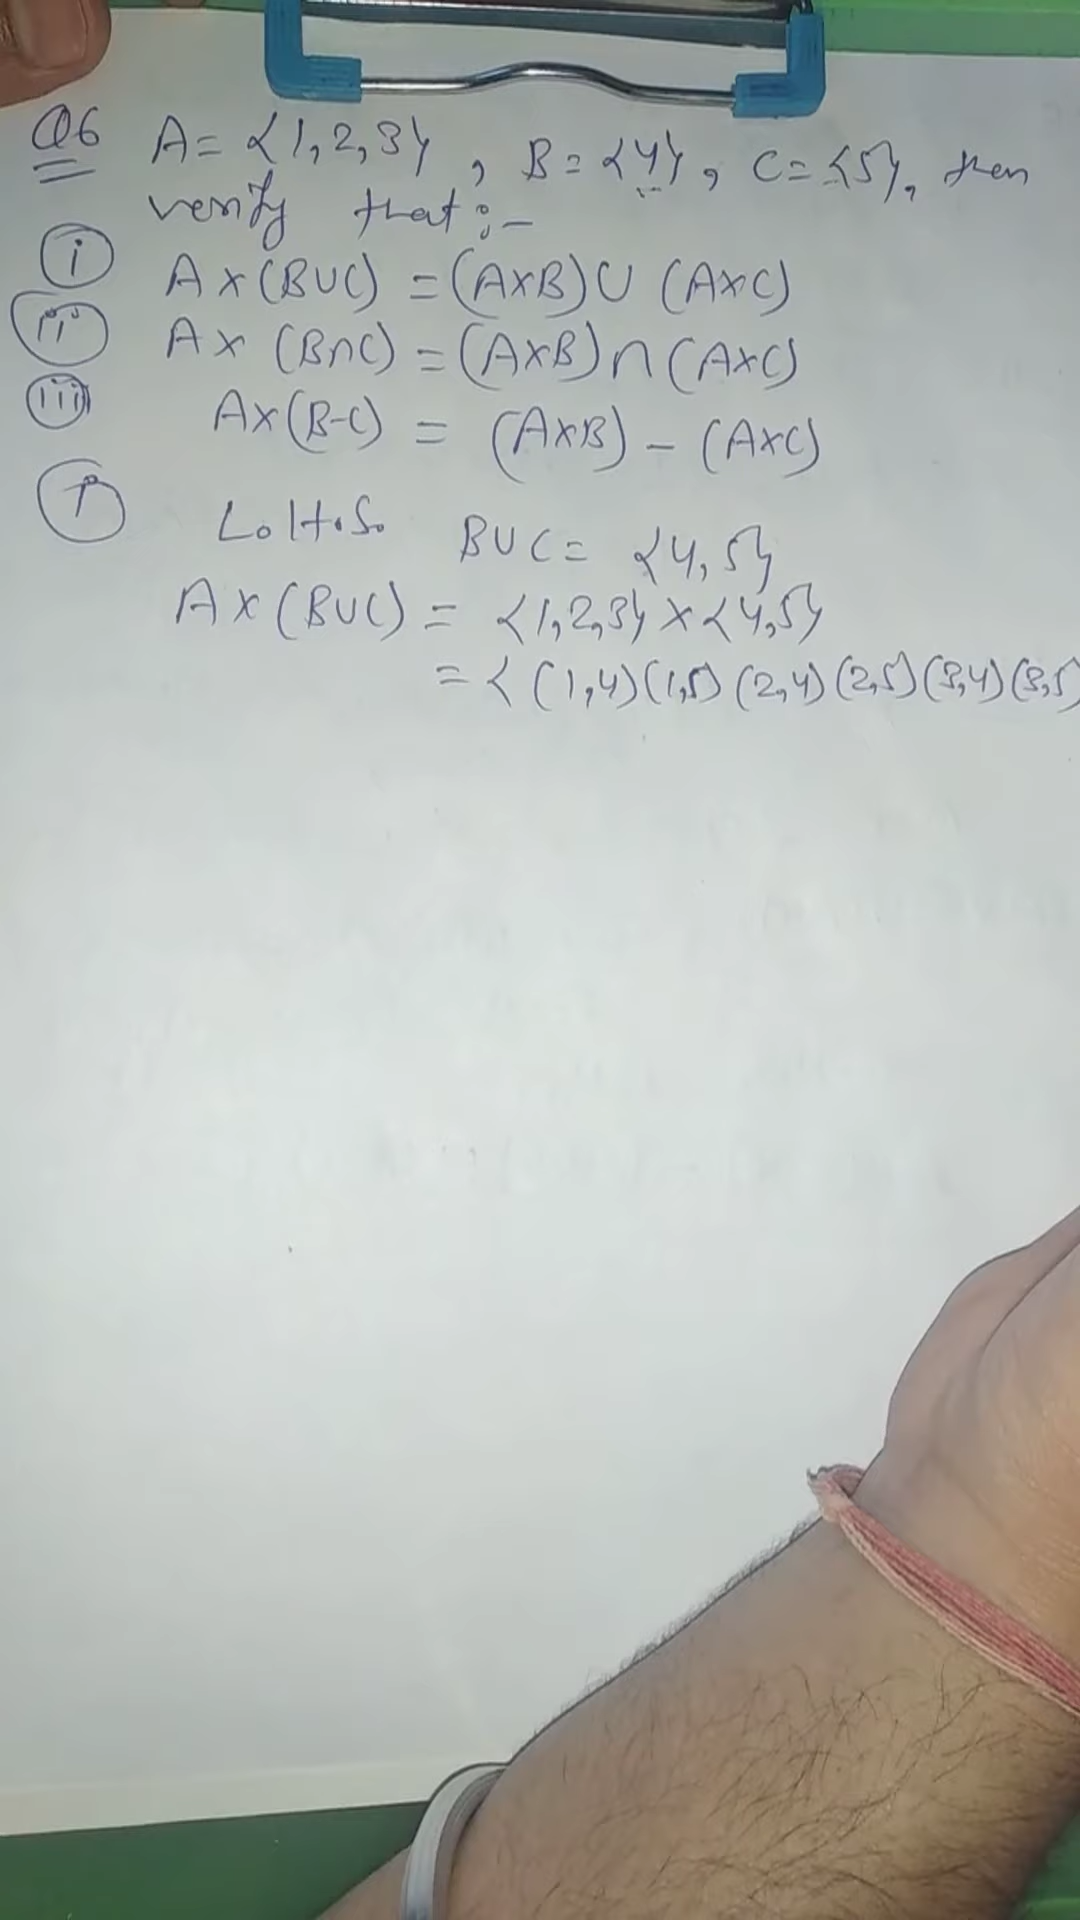 Q6 A = {1, 2, 3}, B = {4}, C = {5}, then
verify that :-
(i) A × (B∪C) = (A×B) ∪ (A×C)
(ii) A × (B∩C) = (A×B) ∩ (A×C)
(iii) A×(B-C) = (A×B) - (A×C)
(i) L.H.S. B∪C = {4, 5}
A × (B∪C) = {1,2,3} × {4,5}
= { (1,4) (1,5) (2,4) (2,5) (3,4) (3,5)